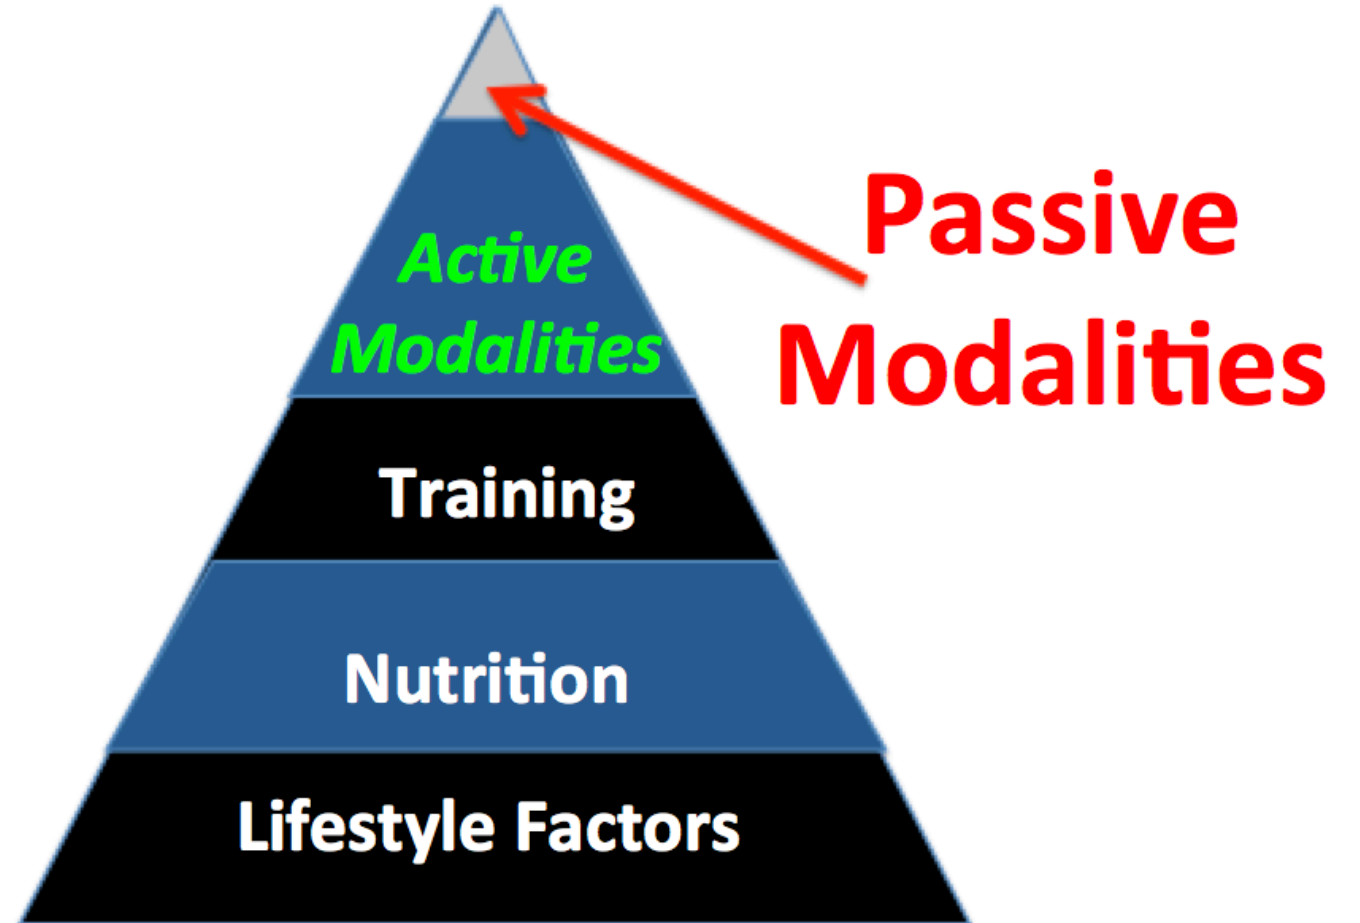 Passive
Modalities
Active
Modalities
Training
Nutrition
Lifestyle Factors